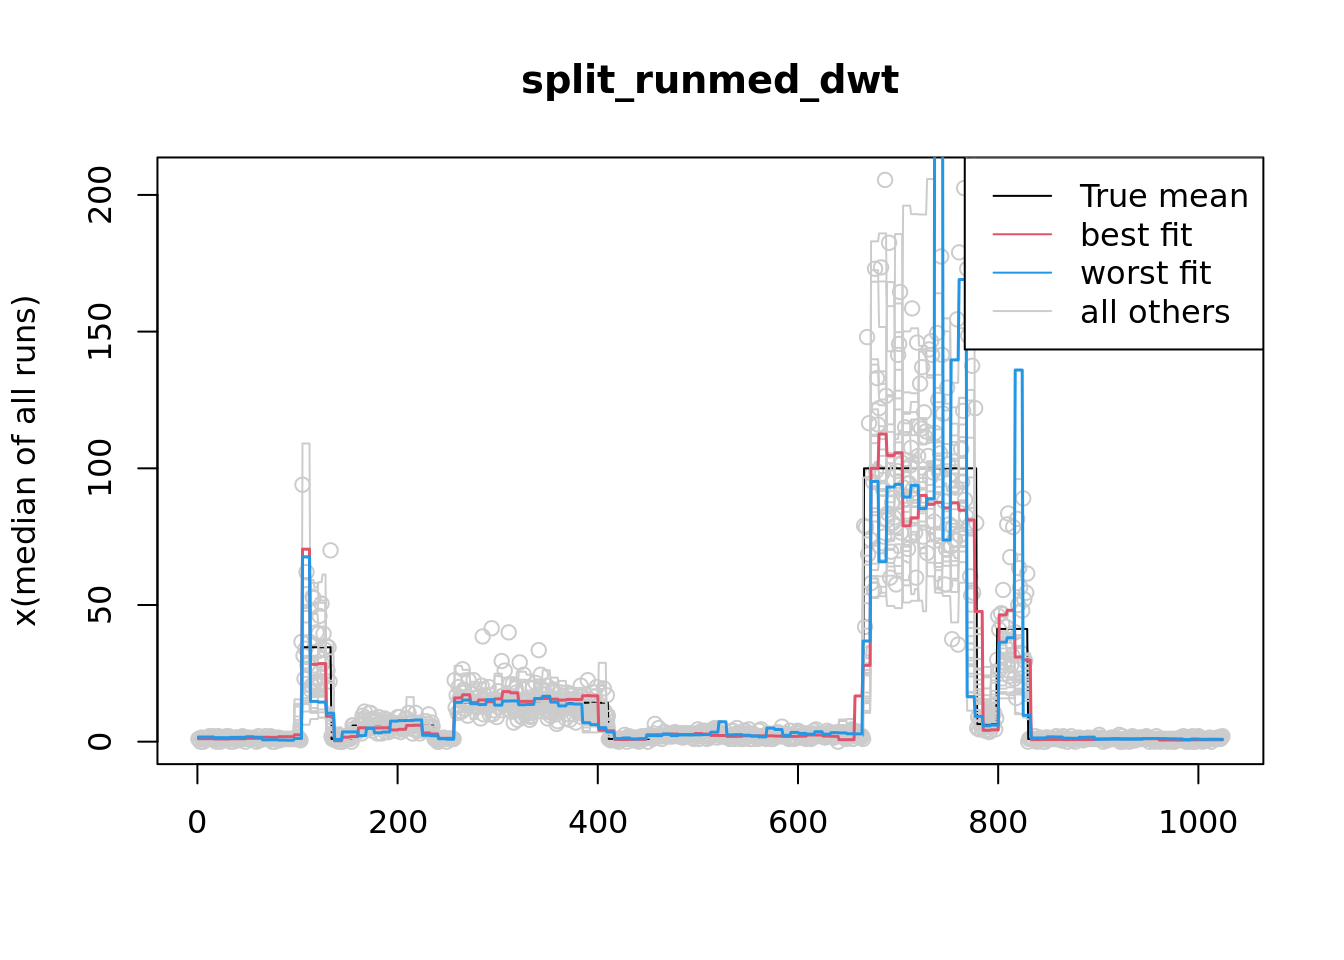 split_runmed_dwt
x(median of all runs)
200
150
100
50
0
True mean
best fit
worst fit
all others
0 200 400 600 800 1000